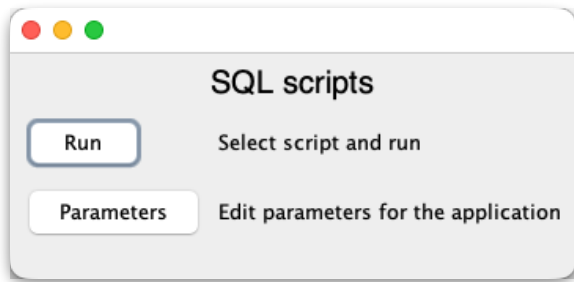 SQL scripts
Run Select script and run
Parameters Edit parameters for the application